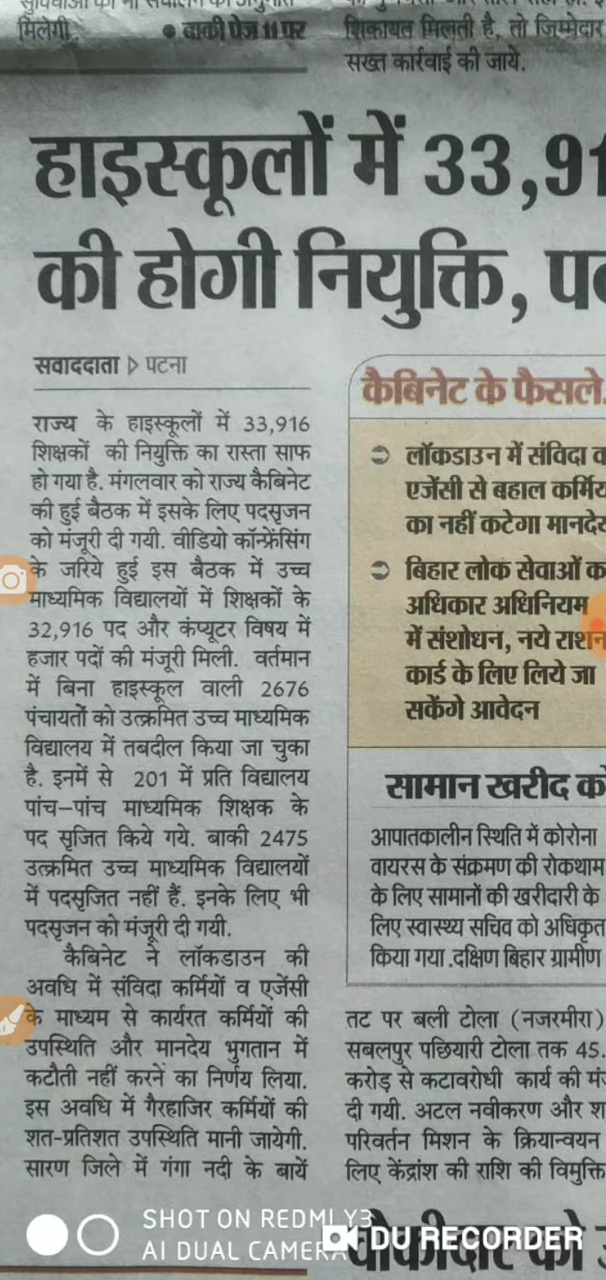 मिलेगी.
● बाकी पेज 11 पर
शिकायत मिलती है, तो जिम्मेदार
सख्त कार्रवाई की जाये.
हाइस्कूलों में 33,91
की होगी नियुक्ति,
सवाददाता ▷ पटना
राज्य के हाइस्कूलों में 33,916
शिक्षकों की नियुक्ति का रास्ता साफ
हो गया है. मंगलवार को राज्य कैबिनेट
की हुई बैठक में इसके लिए पदसृजन
को मंजूरी दी गयी. वीडियो कॉन्फ्रेंसिंग
के जरिये हुई इस बैठक में उच्च
माध्यमिक विद्यालयों में शिक्षकों के
32,916 पद और कंप्यूटर विषय में
हजार पदों की मंजूरी मिली. वर्तमान
में बिना हाइस्कूल वाली 2676
पंचायतों को उत्क्रमित उच्च माध्यमिक
विद्यालय में तबदील किया जा चुका
है. इनमें से 201 में प्रति विद्यालय
पांच-पांच माध्यमिक शिक्षक के
पद सृजित किये गये. बाकी 2475
उत्क्रमित उच्च माध्यमिक विद्यालयों
में पदसृजित नहीं हैं. इनके लिए भी
पदसृजन को मंजूरी दी गयी.
कैबिनेट ने लॉकडाउन की
अवधि में संविदा कर्मियों व एजेंसी
के माध्यम से कार्यरत कर्मियों की
उपस्थिति और मानदेय भुगतान में
कटौती नहीं करने का निर्णय लिया.
इस अवधि में गैरहाजिर कर्मियों की
शत-प्रतिशत उपस्थिति मानी जायेगी.
सारण जिले में गंगा नदी के बायें
कैबिनेट के फैसले.
लॉकडाउन में संविदा व
एजेंसी से बहाल कर्मिय
का नहीं कटेगा मानदेय
बिहार लोक सेवाओं क
अधिकार अधिनियम
में संशोधन, नये राशन
कार्ड के लिए लिये जा
सकेंगे आवेदन
सामान खरीद को
आपातकालीन स्थिति में कोरोना
वायरस के संक्रमण की रोकथाम
के लिए सामानों की खरीदारी के
लिए स्वास्थ्य सचिव को अधिकृत
किया गया .दक्षिण बिहार ग्रामीण
तट पर बली टोला (नजरमीरा)
सबलपुर पछियारी टोला तक 45.
करोड़ से कटावरोधी कार्य की मं
दी गयी. अटल नवीकरण और श
परिवर्तन मिशन के क्रियान्वयन
लिए केंद्रांश की राशि की विमुक्ति
चौकीदार को
SHOT ON REDMI Y3
AI DUAL CAMERA
DU RECORDER